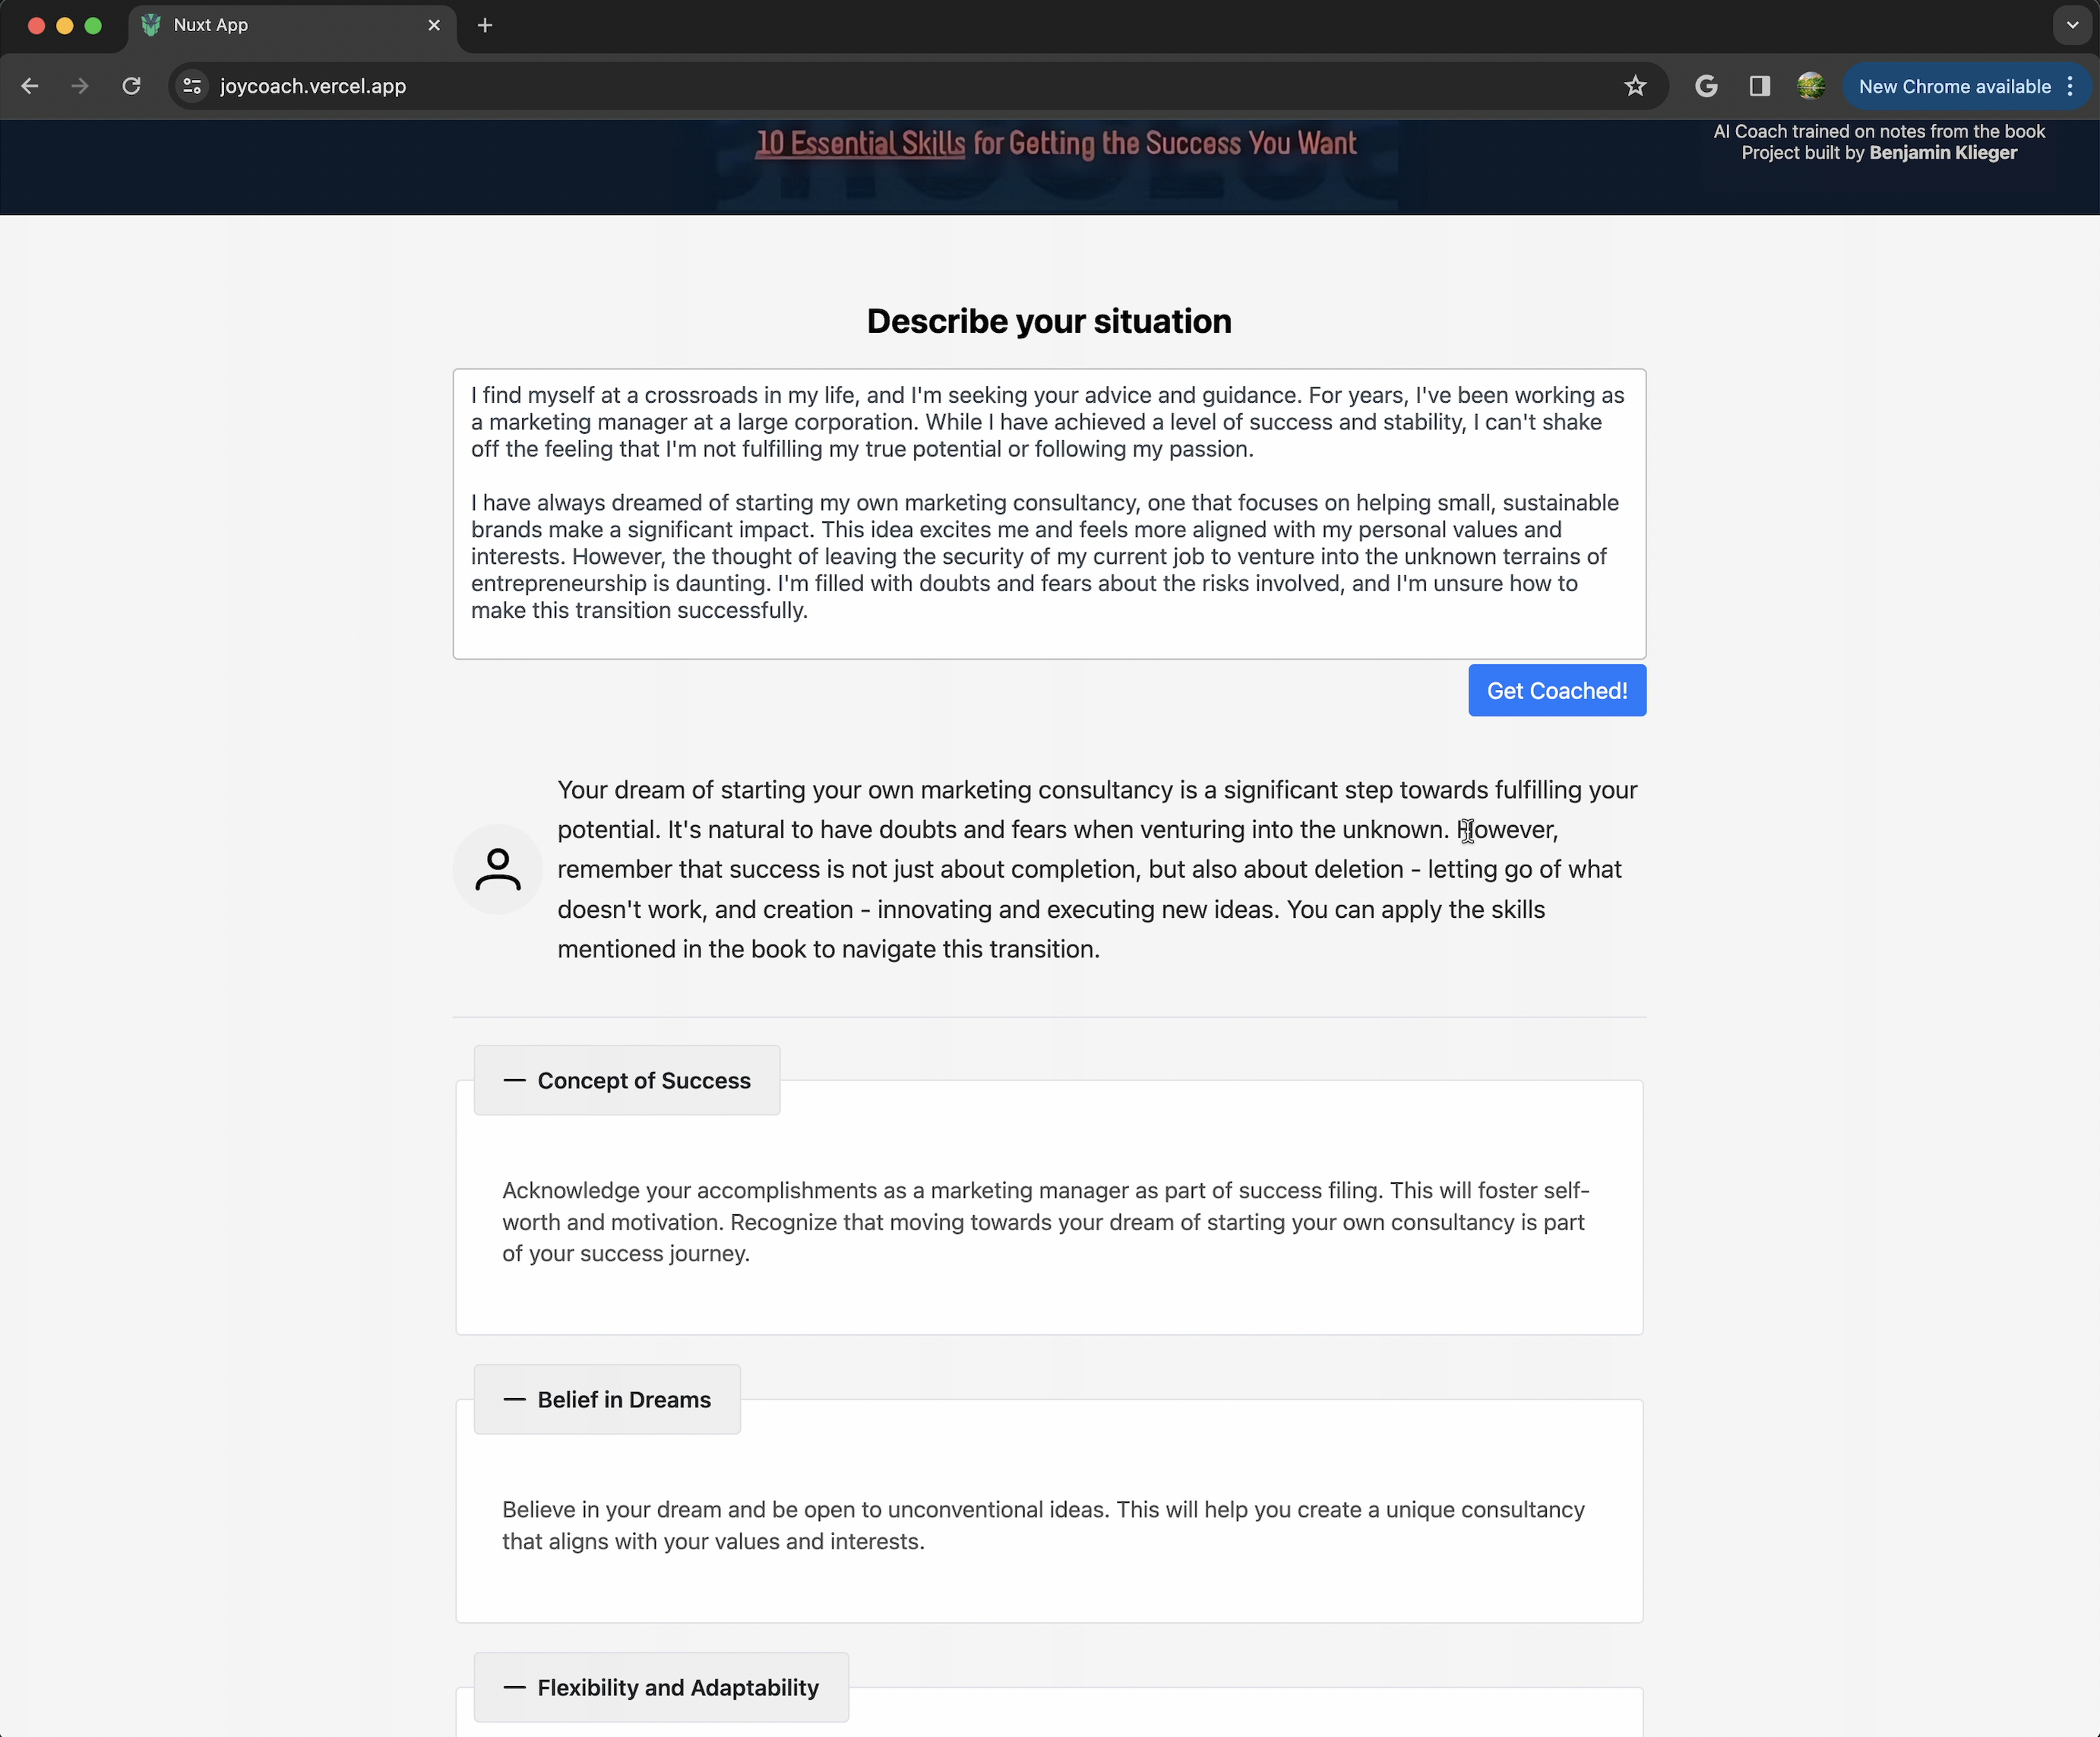 Nuxt App
joycoach.vercel.app
New Chrome available
10 Essential Skills for Getting the Success You Want
AI Coach trained on notes from the book
Project built by Benjamin Klieger
Describe your situation
I find myself at a crossroads in my life, and I'm seeking your advice and guidance. For years, I've been working as
a marketing manager at a large corporation. While I have achieved a level of success and stability, I can't shake
off the feeling that I'm not fulfilling my true potential or following my passion.
I have always dreamed of starting my own marketing consultancy, one that focuses on helping small, sustainable
brands make a significant impact. This idea excites me and feels more aligned with my personal values and
interests. However, the thought of leaving the security of my current job to venture into the unknown terrains of
entrepreneurship is daunting. I'm filled with doubts and fears about the risks involved, and I'm unsure how to
make this transition successfully.
Get Coached!
Your dream of starting your own marketing consultancy is a significant step towards fulfilling your
potential. It's natural to have doubts and fears when venturing into the unknown. However,
remember that success is not just about completion, but also about deletion - letting go of what
doesn't work, and creation - innovating and executing new ideas. You can apply the skills
mentioned in the book to navigate this transition.
— Concept of Success
Acknowledge your accomplishments as a marketing manager as part of success filing. This will foster self-
worth and motivation. Recognize that moving towards your dream of starting your own consultancy is part
of your success journey.
— Belief in Dreams
Believe in your dream and be open to unconventional ideas. This will help you create a unique consultancy
that aligns with your values and interests.
— Flexibility and Adaptability